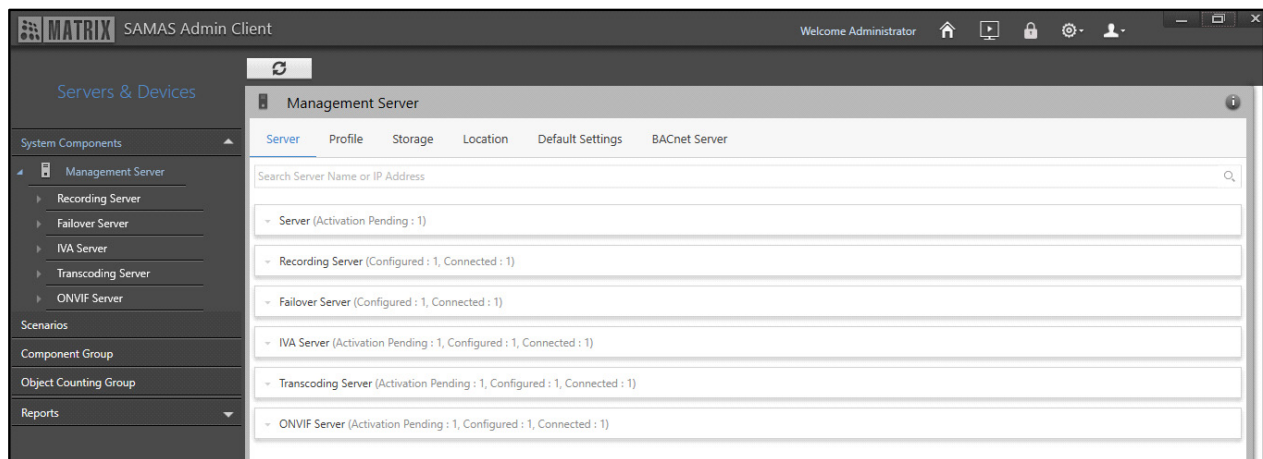 MATRIX SAMAS Admin Client
Welcome Administrator
Servers & Devices
System Components
Management Server
Recording Server
Failover Server
IVA Server
Transcoding Server
ONVIF Server
Scenarios
Component Group
Object Counting Group
Reports
Management Server
Server Profile Storage Location Default Settings BACnet Server
Search Server Name or IP Address
Server (Activation Pending : 1)
Recording Server (Configured : 1, Connected : 1)
Failover Server (Configured : 1, Connected : 1)
IVA Server (Activation Pending : 1, Configured : 1, Connected : 1)
Transcoding Server (Activation Pending : 1, Configured : 1, Connected : 1)
ONVIF Server (Activation Pending : 1, Configured : 1, Connected : 1)